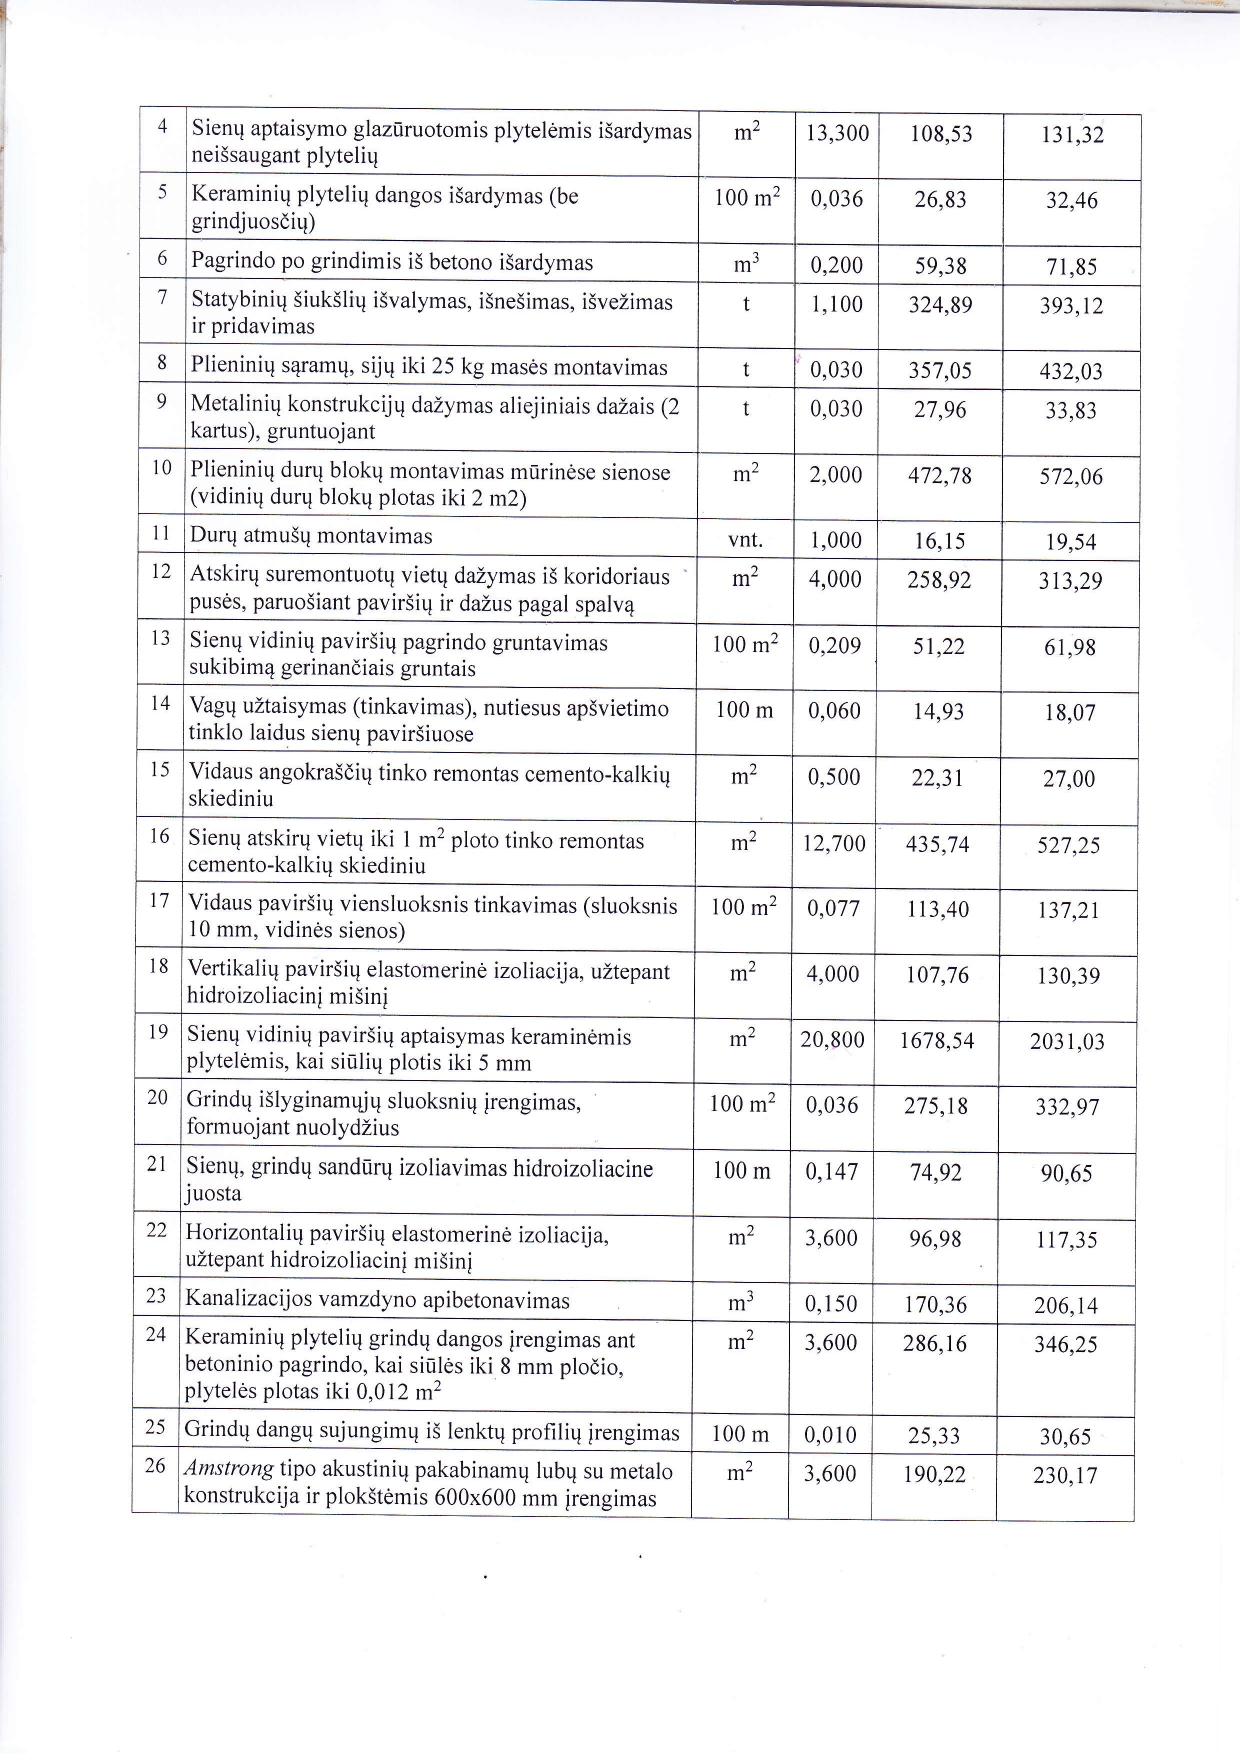 4 Sienų aptaisymo glazūruotomis plytelėmis išardymas m² 13,300 108,53 131,32
neišsaugant plytelių
5 Keraminių plytelių dangos išardymas (be 100 m² 0,036 26,83 32,46
grindjuosčių)
6 Pagrindo po grindimis iš betono išardymas m³ 0,200 59,38 71,85
7 Statybinių šiukšlių išvalymas, išnešimas, išvežimas t 1,100 324,89 393,12
ir pridavimas
8 Plieninių sąramų, sijų iki 25 kg masės montavimas t 0,030 357,05 432,03
9 Metalinių konstrukcijų dažymas aliejiniais dažais (2 t 0,030 27,96 33,83
kartus), gruntuojant
10 Plieninių durų blokų montavimas mūrinėse sienose m² 2,000 472,78 572,06
(vidinių durų blokų plotas iki 2 m2)
11 Durų atmušų montavimas vnt. 1,000 16,15 19,54
12 Atskirų suremontuotų vietų dažymas iš koridoriaus m² 4,000 258,92 313,29
pusės, paruošiant paviršių ir dažus pagal spalvą
13 Sienų vidinių paviršių pagrindo gruntavimas 100 m² 0,209 51,22 61,98
sukibimą gerinančiais gruntais
14 Vagų užtaisymas (tinkavimas), nutiesus apšvietimo 100 m 0,060 14,93 18,07
tinklo laidus sienų paviršiuose
15 Vidaus angokraščių tinko remontas cemento-kalkių m² 0,500 22,31 27,00
skiediniu
16 Sienų atskirų vietų iki 1 m² ploto tinko remontas m² 12,700 435,74 527,25
cemento-kalkių skiediniu
17 Vidaus paviršių viensluoksnis tinkavimas (sluoksnis 100 m² 0,077 113,40 137,21
10 mm, vidinės sienos)
18 Vertikalių paviršių elastomerinė izoliacija, užtepant m² 4,000 107,76 130,39
hidroizoliacinį mišinį
19 Sienų vidinių paviršių aptaisymas keraminėmis m² 20,800 1678,54 2031,03
plytelėmis, kai siūlių plotis iki 5 mm
20 Grindų išlyginamųjų sluoksnių įrengimas, 100 m² 0,036 275,18 332,97
formuojant nuolydžius
21 Sienų, grindų sandūrų izoliavimas hidroizoliacine 100 m 0,147 74,92 90,65
juosta
22 Horizontalių paviršių elastomerinė izoliacija, m² 3,600 96,98 117,35
užtepant hidroizoliacinį mišinį
23 Kanalizacijos vamzdyno apibetonavimas m³ 0,150 170,36 206,14
24 Keraminių plytelių grindų dangos įrengimas ant m² 3,600 286,16 346,25
betoninio pagrindo, kai siūlės iki 8 mm pločio,
plytelės plotas iki 0,012 m²
25 Grindų dangų sujungimų iš lenktų profilių įrengimas 100 m 0,010 25,33 30,65
26 Amstrong tipo akustinių pakabinamų lubų su metalo m² 3,600 190,22 230,17
konstrukcija ir plokštėmis 600x600 mm įrengimas